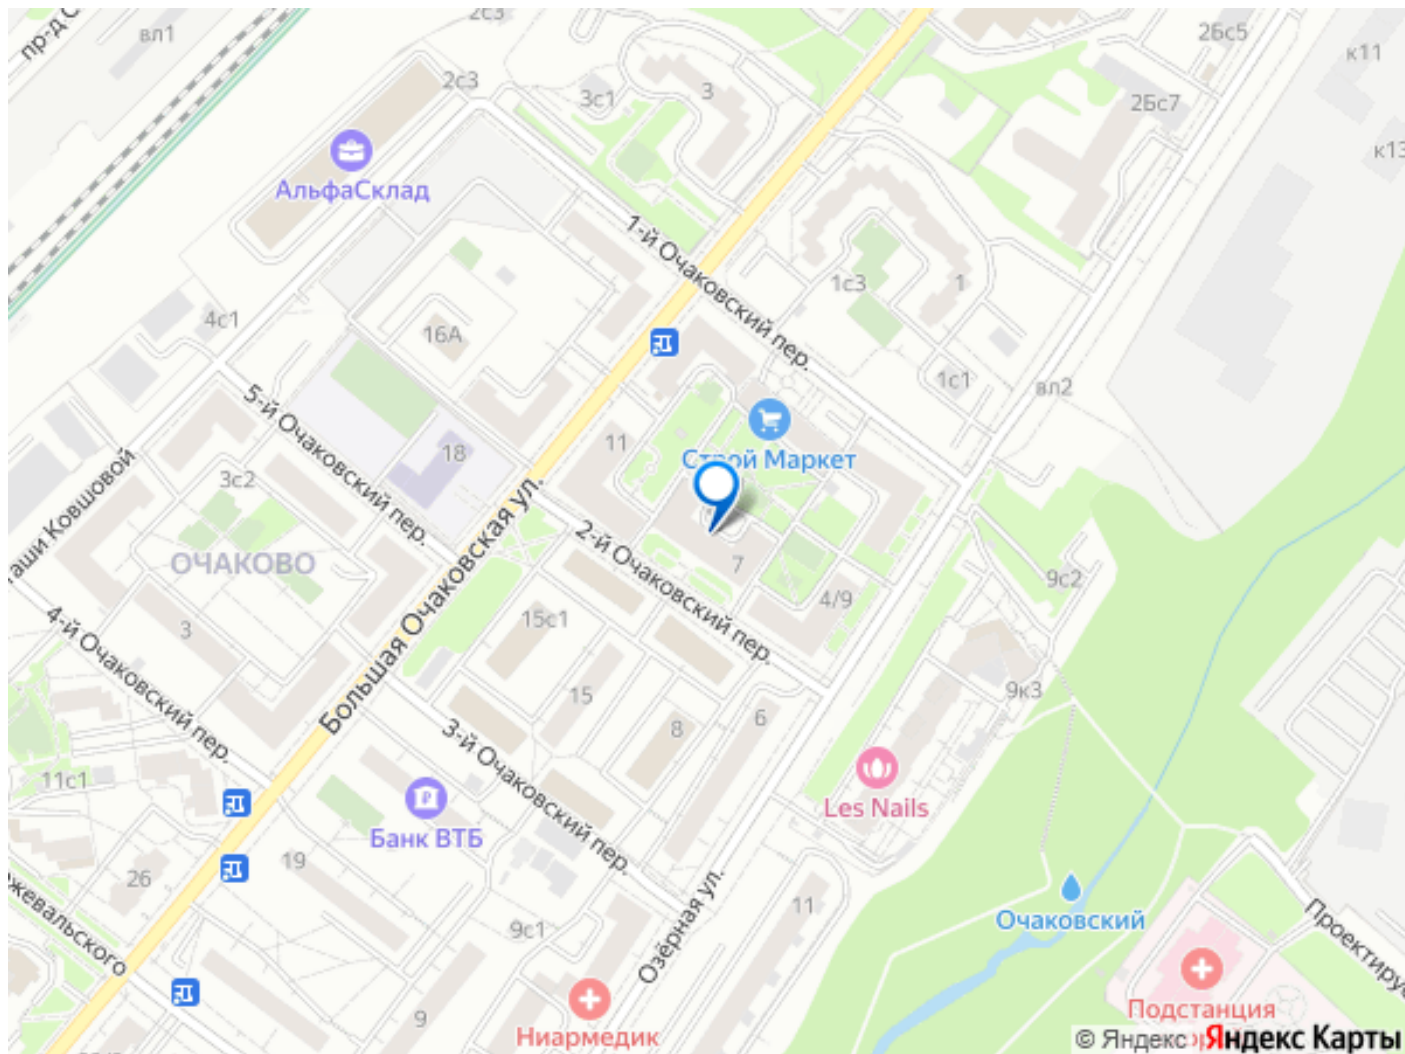 2с3
вл1
2Бс5
к11
2с3
3с1
3
2Бс7
к13
АльфаСклад
1-й Очаковский пер.
1с3
1
4с1
16А
1с1
вл2
5-й Очаковский пер.
11
18
Строй Маркет
3с2
ОЧАКОВО
Большая Очаковская ул.
2-й Очаковский пер.
7
9с2
4/9
3
15с1
4-й Очаковский пер.
15
9к3
8
6
3-й Очаковский пер.
11с1
Les Nails
Банк ВТБ
19
26
Озёрная ул.
11
Очаковский
9с1
9
Ниармедик
Подстанция
© Яндекс
Яндекс Карты